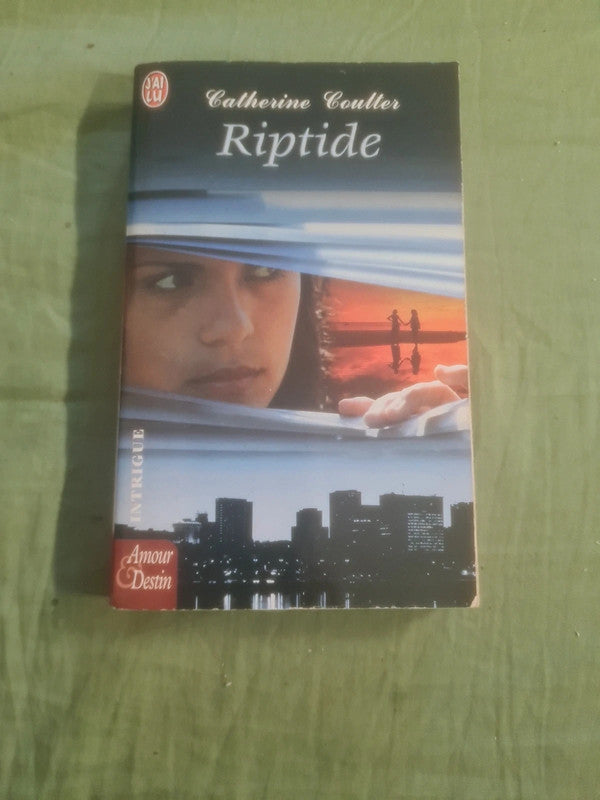 J'AI
LU
Catherine Coulter
Riptide
INTRIGUE
Amour
& Destin